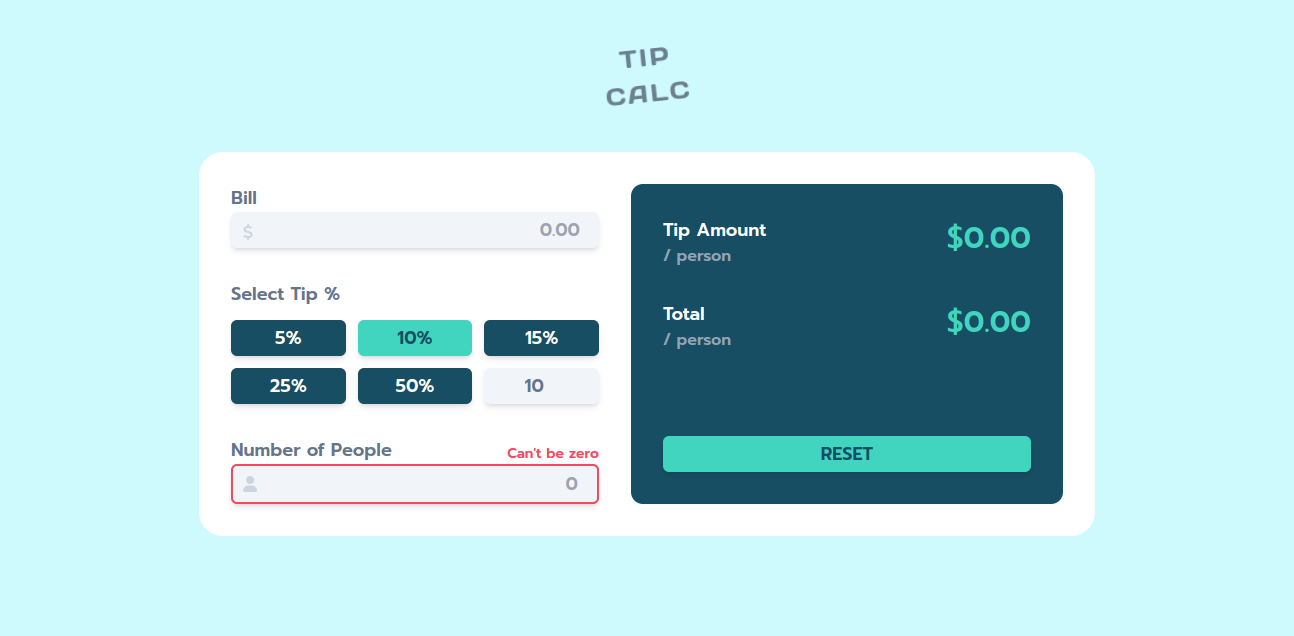 TIP
CALC
Bill
$ 0.00
Select Tip %
5% 10% 15%
25% 50% 10
Number of People Can't be zero
0
Tip Amount $0.00
/ person
Total $0.00
/ person
RESET